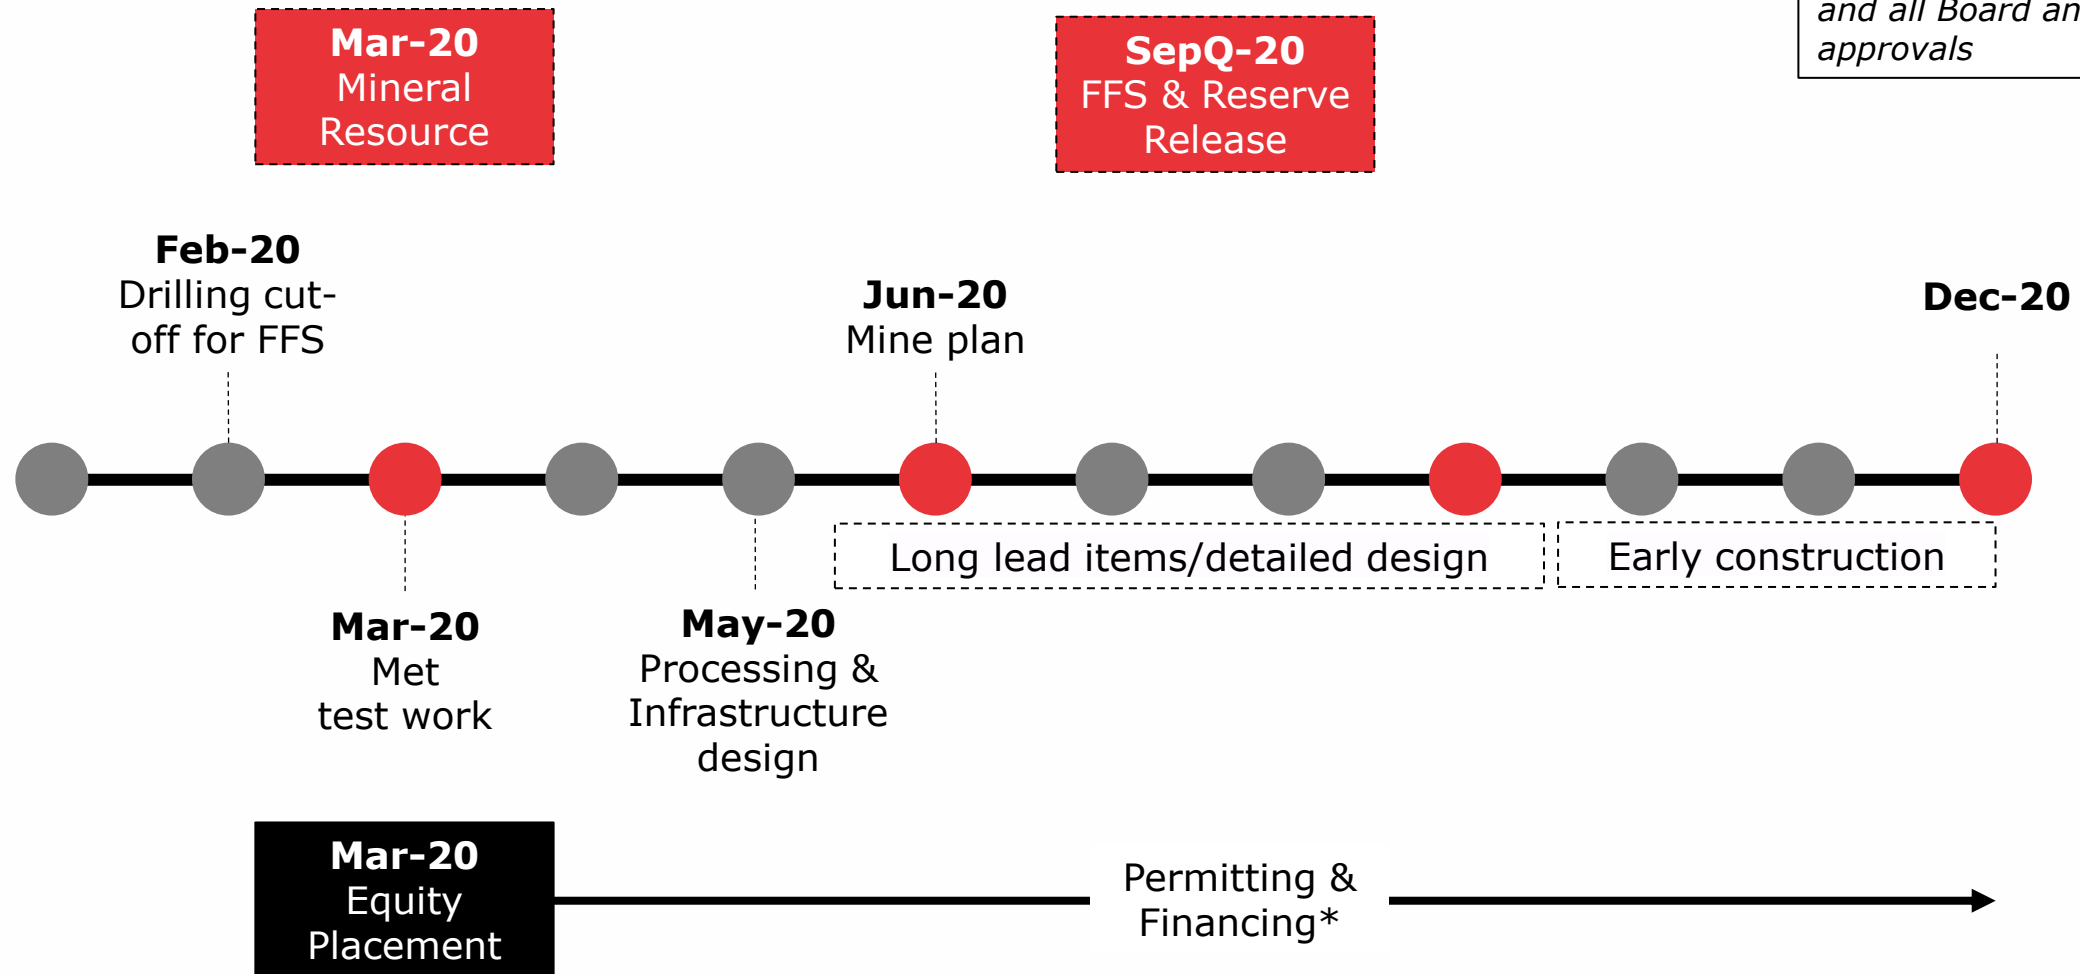 and all Board an
approvals
Mar-20
Mineral
Resource
SepQ-20
FFS & Reserve
Release
Feb-20
Drilling cut-
off for FFS
Jun-20
Mine plan
Dec-20
Long lead items/detailed design
Early construction
Mar-20
Met
test work
May-20
Processing &
Infrastructure
design
Mar-20
Equity
Placement
Permitting &
Financing*